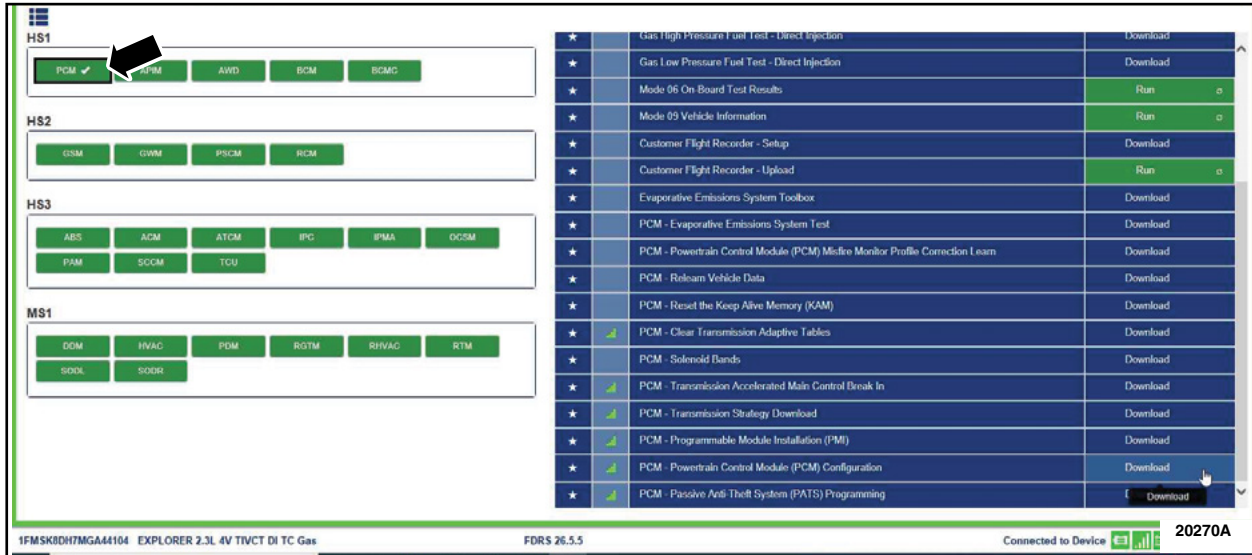 HS1
PCM ✔ APIM AWD BCM BCMC
HS2
GSM GWM PSCM RCM
HS3
ABS ACM ATCM IPC IPMA OCSM
PAM SCCM TCU
MS1
DDM HVAC PDM RGTM RHVAC RTM
SODL SODR
Gas High Pressure Fuel Test - Direct Injection Download
Gas Low Pressure Fuel Test - Direct Injection Download
Mode 06 On-Board Test Results Run
Mode 09 Vehicle Information Run
Customer Flight Recorder - Setup Download
Customer Flight Recorder - Upload Run
Evaporative Emissions System Toolbox Download
PCM - Evaporative Emissions System Test Download
PCM - Powertrain Control Module (PCM) Misfire Monitor Profile Correction Learn Download
PCM - Relearn Vehicle Data Download
PCM - Reset the Keep Alive Memory (KAM) Download
PCM - Clear Transmission Adaptive Tables Download
PCM - Solenoid Bands Download
PCM - Transmission Accelerated Main Control Break In Download
PCM - Transmission Strategy Download Download
PCM - Programmable Module Installation (PMI) Download
PCM - Powertrain Control Module (PCM) Configuration Download
PCM - Passive Anti-Theft System (PATS) Programming
Download
1FMSK8DH7MGA44104 EXPLORER 2.3L 4V TIVCT DI TC Gas FDRS 26.5.5 Connected to Device
20270A